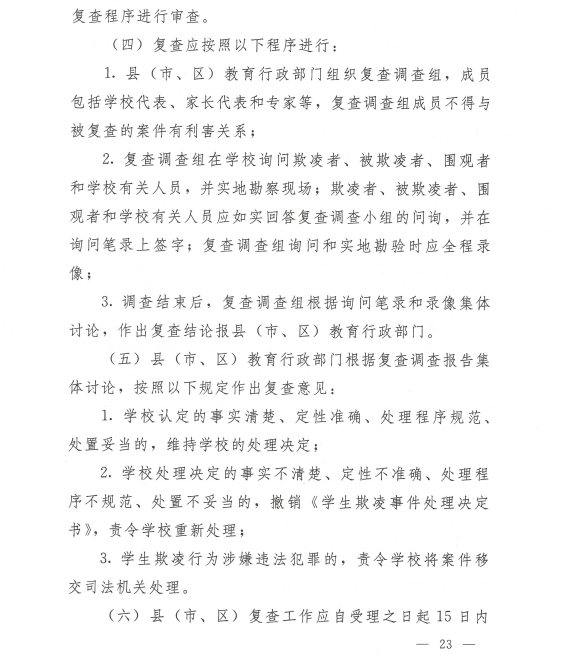 复查程序进行审查。
（四）复查应按照以下程序进行：
1. 县（市、区）教育行政部门组织复查调查组，成员
包括学校代表、家长代表和专家等，复查调查组成员不得与
被复查的案件有利害关系；
2. 复查调查组在学校询问欺凌者、被欺凌者、围观者
和学校有关人员，并实地勘察现场；欺凌者、被欺凌者、围
观者和学校有关人员应如实回答复查调查小组的问询，并在
询问笔录上签字；复查调查组询问和实地勘验时应全程录
像；
3. 调查结束后，复查调查组根据询问笔录和录像集体
讨论，作出复查结论报县（市、区）教育行政部门。
（五）县（市、区）教育行政部门根据复查调查报告集
体讨论，按照以下规定作出复查意见：
1. 学校认定的事实清楚、定性准确、处理程序规范、
处置妥当的，维持学校的处理决定；
2. 学校处理决定的事实不清楚、定性不准确、处理程
序不规范、处置不妥当的，撤销《学生欺凌事件处理决定
书》，责令学校重新处理；
3. 学生欺凌行为涉嫌违法犯罪的，责令学校将案件移
交司法机关处理。
（六）县（市、区）复查工作应自受理之日起 15 日内
— 23 —